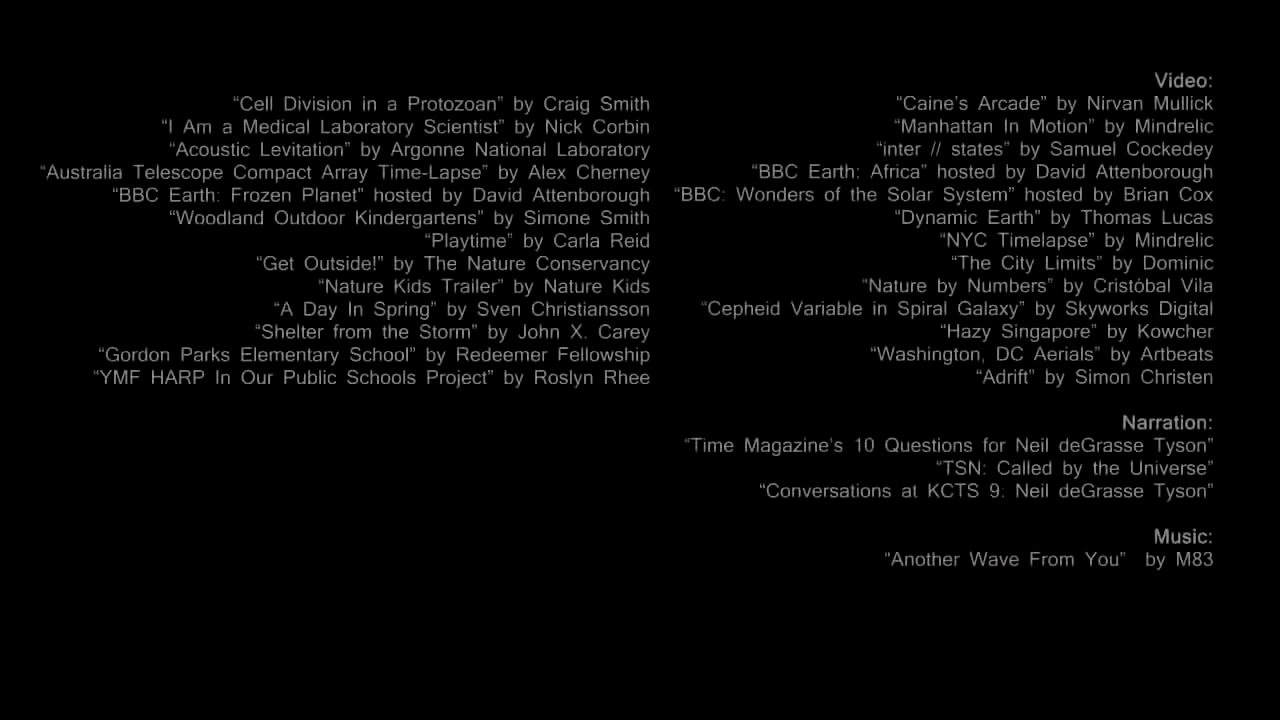 “Cell Division in a Protozoan” by Craig Smith
“I Am a Medical Laboratory Scientist” by Nick Corbin
“Acoustic Levitation” by Argonne National Laboratory
“Australia Telescope Compact Array Time-Lapse” by Alex Cherney
“BBC Earth: Frozen Planet” hosted by David Attenborough
“Woodland Outdoor Kindergartens” by Simone Smith
“Playtime” by Carla Reid
“Get Outside!” by The Nature Conservancy
“Nature Kids Trailer” by Nature Kids
“A Day In Spring” by Sven Christiansson
“Shelter from the Storm” by John X. Carey
“Gordon Parks Elementary School” by Redeemer Fellowship
“YMF HARP In Our Public Schools Project” by Roslyn Rhee
Video:
“Caine’s Arcade” by Nirvan Mullick
“Manhattan In Motion” by Mindrelic
“inter // states” by Samuel Cockedey
“BBC Earth: Africa” hosted by David Attenborough
“BBC: Wonders of the Solar System” hosted by Brian Cox
“Dynamic Earth” by Thomas Lucas
“NYC Timelapse” by Mindrelic
“The City Limits” by Dominic
“Nature by Numbers” by Cristóbal Vila
“Cepheid Variable in Spiral Galaxy” by Skyworks Digital
“Hazy Singapore” by Kowcher
“Washington, DC Aerials” by Artbeats
“Adrift” by Simon Christen
Narration:
“Time Magazine’s 10 Questions for Neil deGrasse Tyson”
“TSN: Called by the Universe”
“Conversations at KCTS 9: Neil deGrasse Tyson”
Music:
“Another Wave From You” by M83